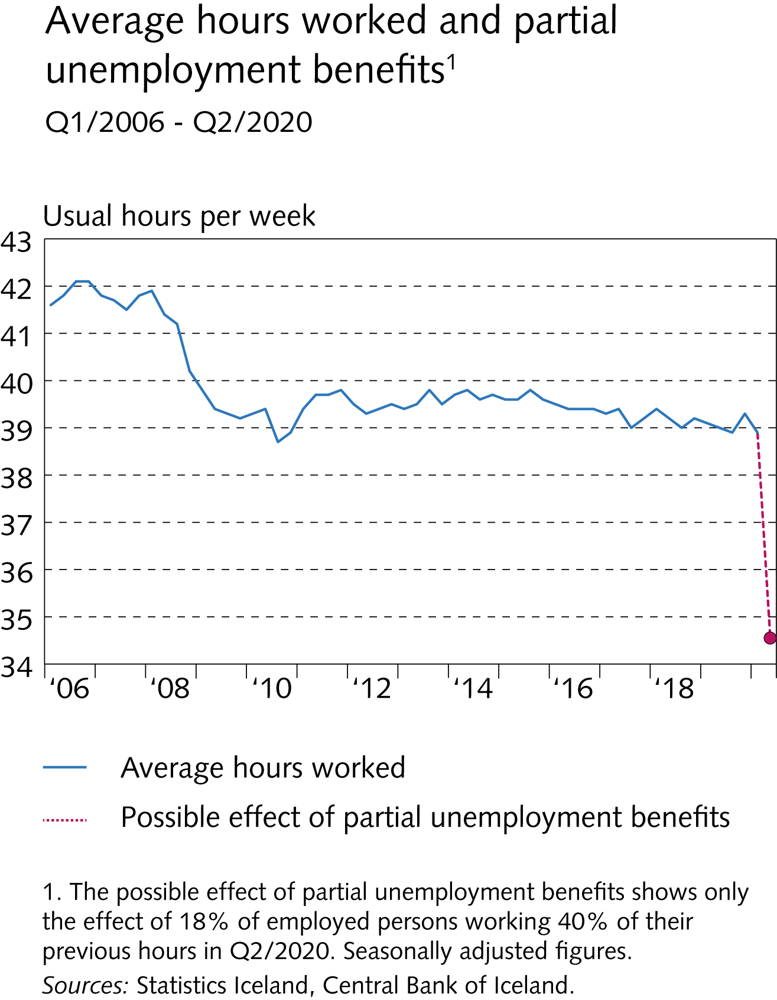 Average hours worked and partial
unemployment benefits¹
Q1/2006 - Q2/2020
Usual hours per week
43
42
41
40
39
38
37
36
35
34
‘06 ‘08 ‘10 ‘12 ‘14 ‘16 ‘18
Average hours worked
Possible effect of partial unemployment benefits
1. The possible effect of partial unemployment benefits shows only
the effect of 18% of employed persons working 40% of their
previous hours in Q2/2020. Seasonally adjusted figures.
Sources: Statistics Iceland, Central Bank of Iceland.